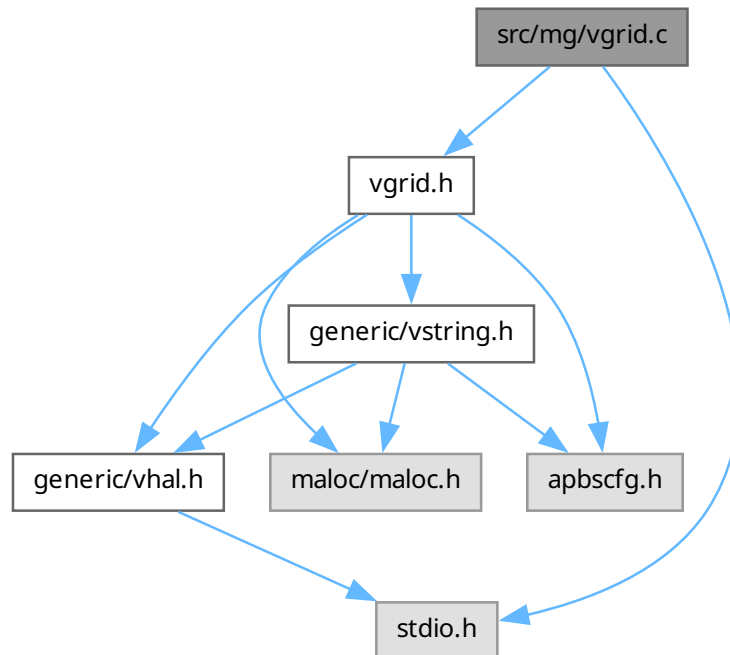 src/mg/vgrid.c
vgrid.h
generic/vstring.h
generic/vhal.h
maloc/maloc.h
apbscfg.h
stdio.h